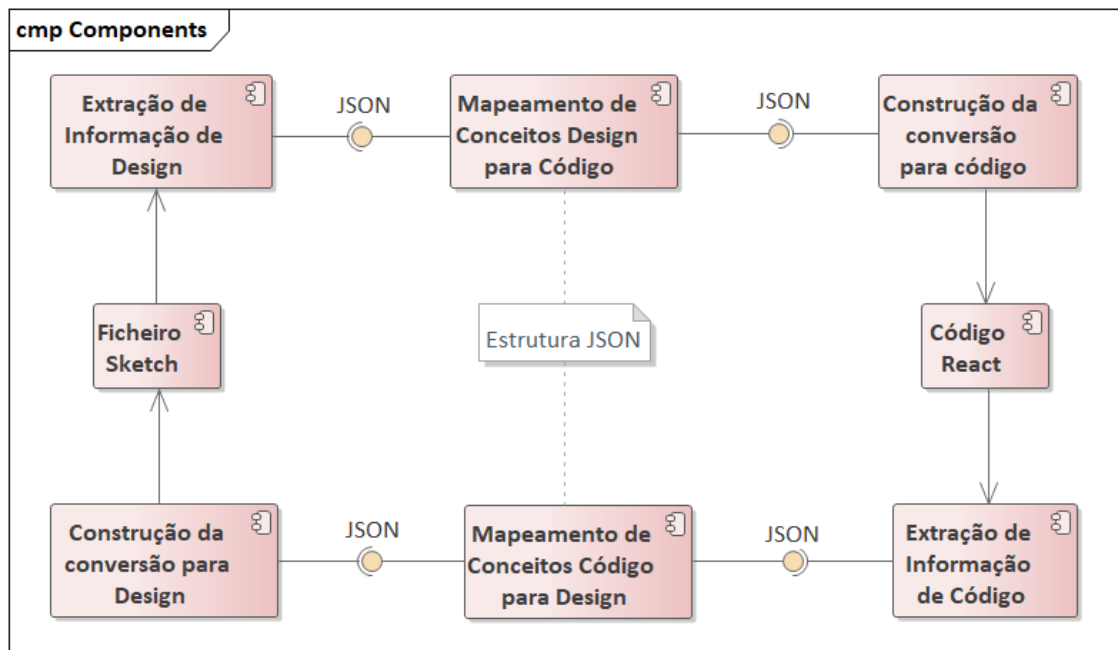 cmp Components
Extração de
Informação de
Design
JSON
Mapeamento de
Conceitos Design
para Código
JSON
Construção da
conversão
para código
Ficheiro
Sketch
Estrutura JSON
Código
React
Construção da
conversão para
Design
JSON
Mapeamento de
Conceitos Código
para Design
JSON
Extração de
Informação
de Código